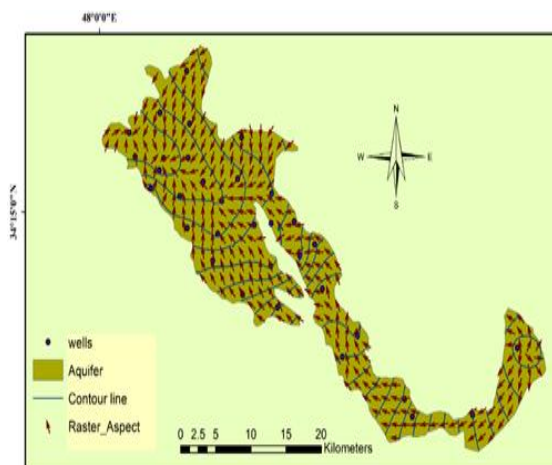 48°0'0"E
34°15'0"N
N
W E
S
wells
Aquifer
Contour line
Raster_Aspect
0 2.5 5 10 15 20
Kilometers